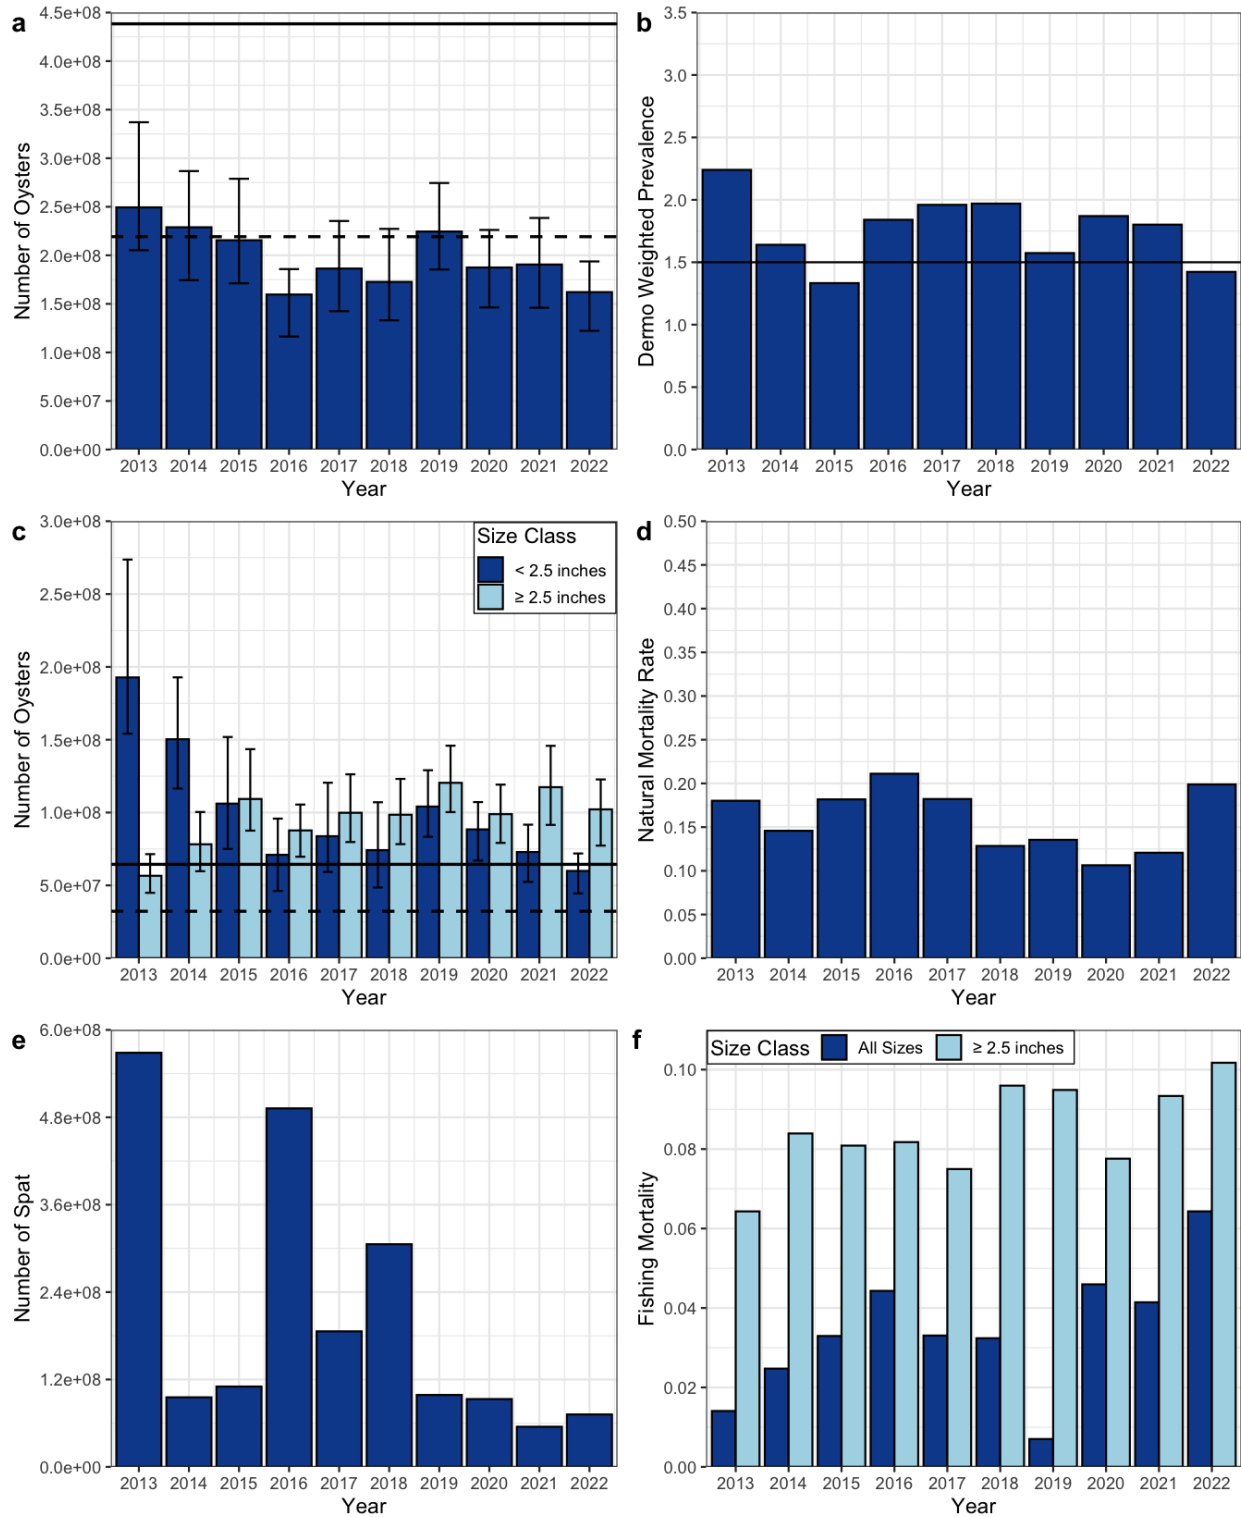 a
4.5e+08
4.0e+08
3.5e+08
3.0e+08
2.5e+08
2.0e+08
1.5e+08
1.0e+08
5.0e+07
0.0e+00
Number of Oysters
2013 2014 2015 2016 2017 2018 2019 2020 2021 2022
Year
b
3.5
3.0
2.5
2.0
1.5
1.0
0.5
0.0
Dermo Weighted Prevalence
2013 2014 2015 2016 2017 2018 2019 2020 2021 2022
Year
c
3.0e+08
2.5e+08
2.0e+08
1.5e+08
1.0e+08
5.0e+07
0.0e+00
Number of Oysters
Size Class
< 2.5 inches
≥ 2.5 inches
2013 2014 2015 2016 2017 2018 2019 2020 2021 2022
Year
d
0.50
0.45
0.40
0.35
0.30
0.25
0.20
0.15
0.10
0.05
0.00
Natural Mortality Rate
2013 2014 2015 2016 2017 2018 2019 2020 2021 2022
Year
e
6.0e+08
4.8e+08
3.6e+08
2.4e+08
1.2e+08
0.0e+00
Number of Spat
2013 2014 2015 2016 2017 2018 2019 2020 2021 2022
Year
f
Size Class All Sizes ≥ 2.5 inches
0.10
0.08
0.06
0.04
0.02
0.00
Fishing Mortality
2013 2014 2015 2016 2017 2018 2019 2020 2021 2022
Year